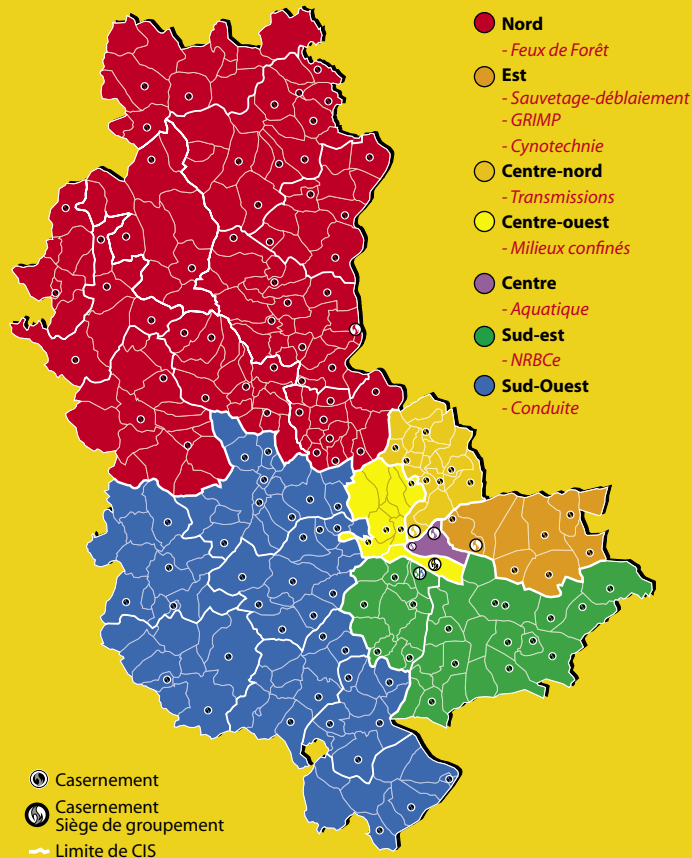 Nord
- Feux de Forêt
Est
- Sauvetage-déblaiement
- GRIMP
- Cynotechnie
Centre-nord
- Transmissions
Centre-ouest
- Milieux confinés
Centre
- Aquatique
Sud-est
- NRBCe
Sud-Ouest
- Conduite
Casernement
Casernement
Siège de groupement
Limite de CIS